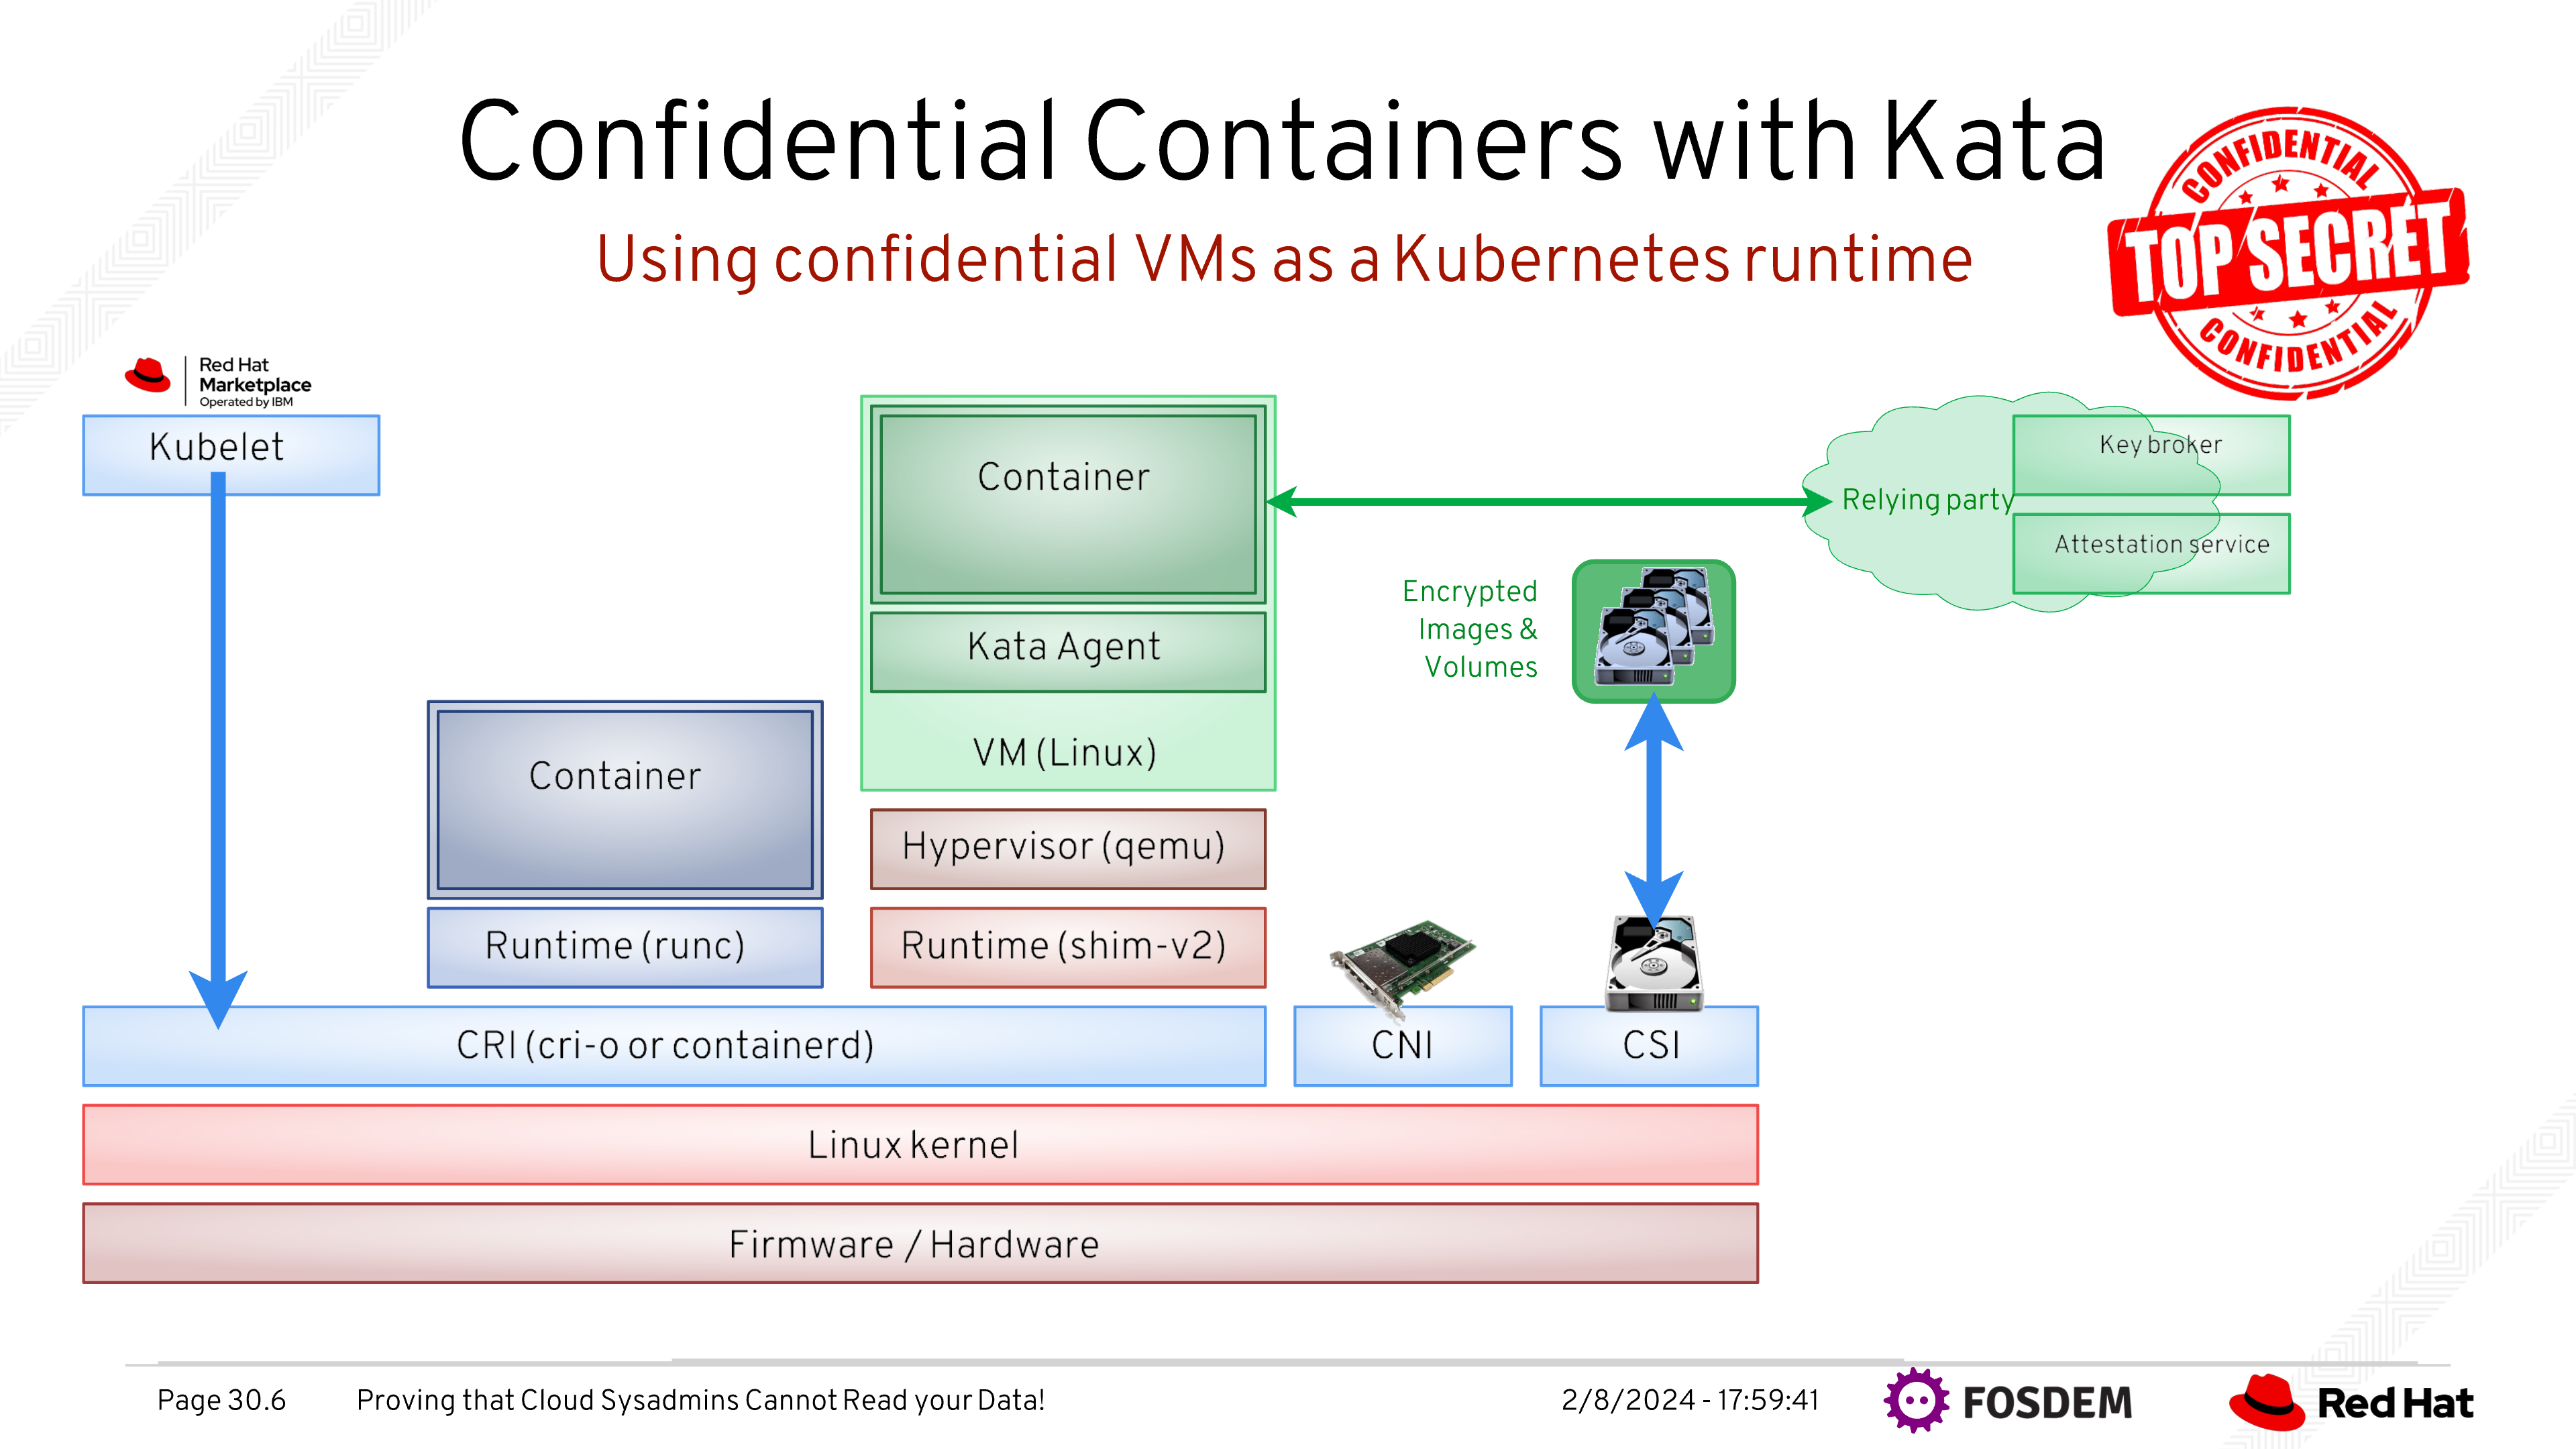 Confidential Containers with Kata
Using confidential VMs as a Kubernetes runtime
CONFIDENTIAL
TOP SECRET
CONFIDENTIAL
Red Hat
Marketplace
Operated by IBM
Kubelet
Container
Key broker
Relying party
Attestation service
Encrypted
Images &
Volumes
Kata Agent
VM (Linux)
Container
Hypervisor (qemu)
Runtime (runc)
Runtime (shim-v2)
CRI (cri-o or containerd)
CNI
CSI
Linux kernel
Firmware / Hardware
Page 30.6
Proving that Cloud Sysadmins Cannot Read your Data!
2/8/2024 - 17:59:41
FOSDEM
Red Hat